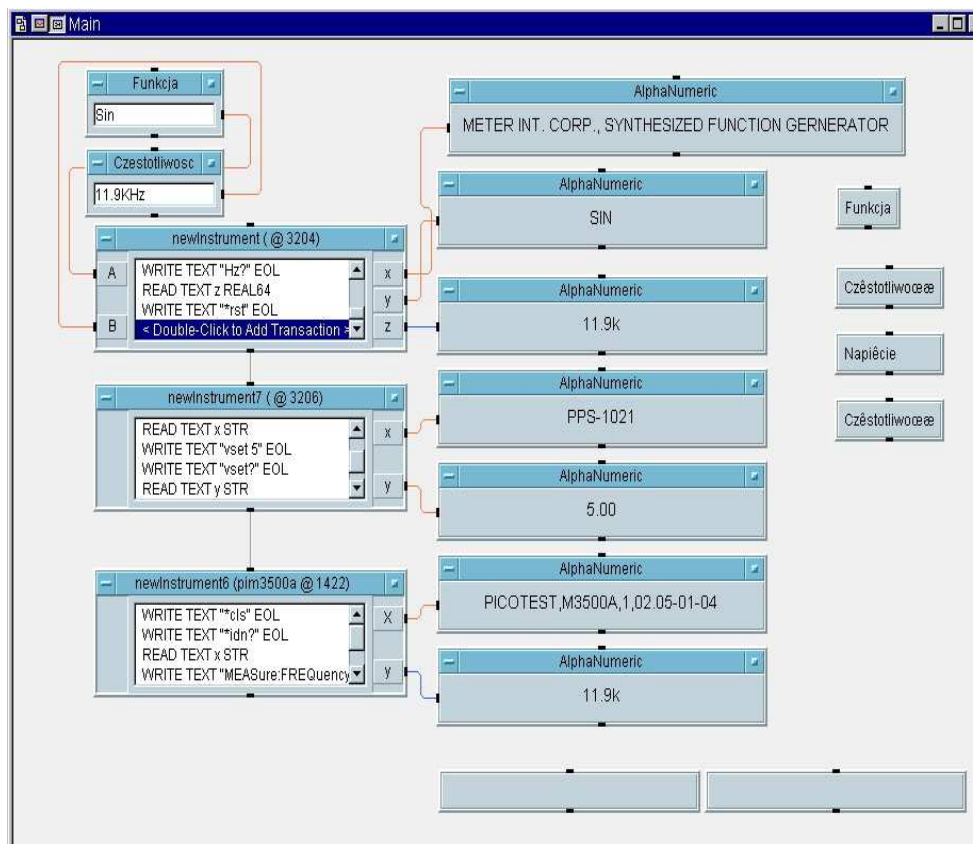 Main
Funkcja
Sin
Czestotliwosc
11.9KHz
newInstrument ( @ 3204)
A
B
WRITE TEXT "Hz?" EOL
READ TEXT z REAL64
WRITE TEXT "*rst" EOL
< Double-Click to Add Transaction >
x
y
z
newInstrument7 ( @ 3206)
READ TEXT x STR
WRITE TEXT "vset 5" EOL
WRITE TEXT "vset?" EOL
READ TEXT y STR
x
y
newInstrument6 (pim3500a @ 1422)
WRITE TEXT "*cls" EOL
WRITE TEXT "*idn?" EOL
READ TEXT x STR
WRITE TEXT "MEASure:FREQuency
X
y
AlphaNumeric
METER INT. CORP., SYNTHESIZED FUNCTION GERNERATOR
AlphaNumeric
SIN
AlphaNumeric
11.9k
AlphaNumeric
PPS-1021
AlphaNumeric
5.00
AlphaNumeric
PICOTEST,M3500A,1,02.05-01-04
AlphaNumeric
11.9k
Funkcja
Czêstotliwoœæ
Napiêcie
Czêstotliwoœæ